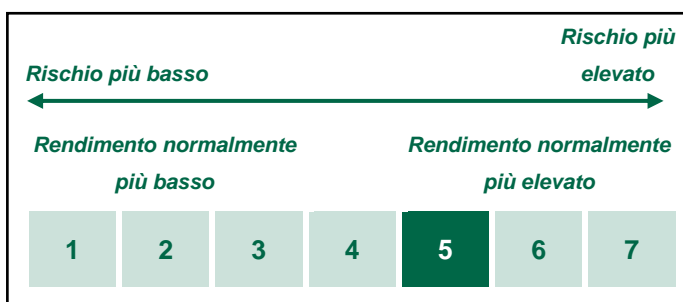 Rischio più
Rischio più basso
elevato
Rendimento normalmente
più basso
Rendimento normalmente
più elevato
1 2 3 4 5 6 7